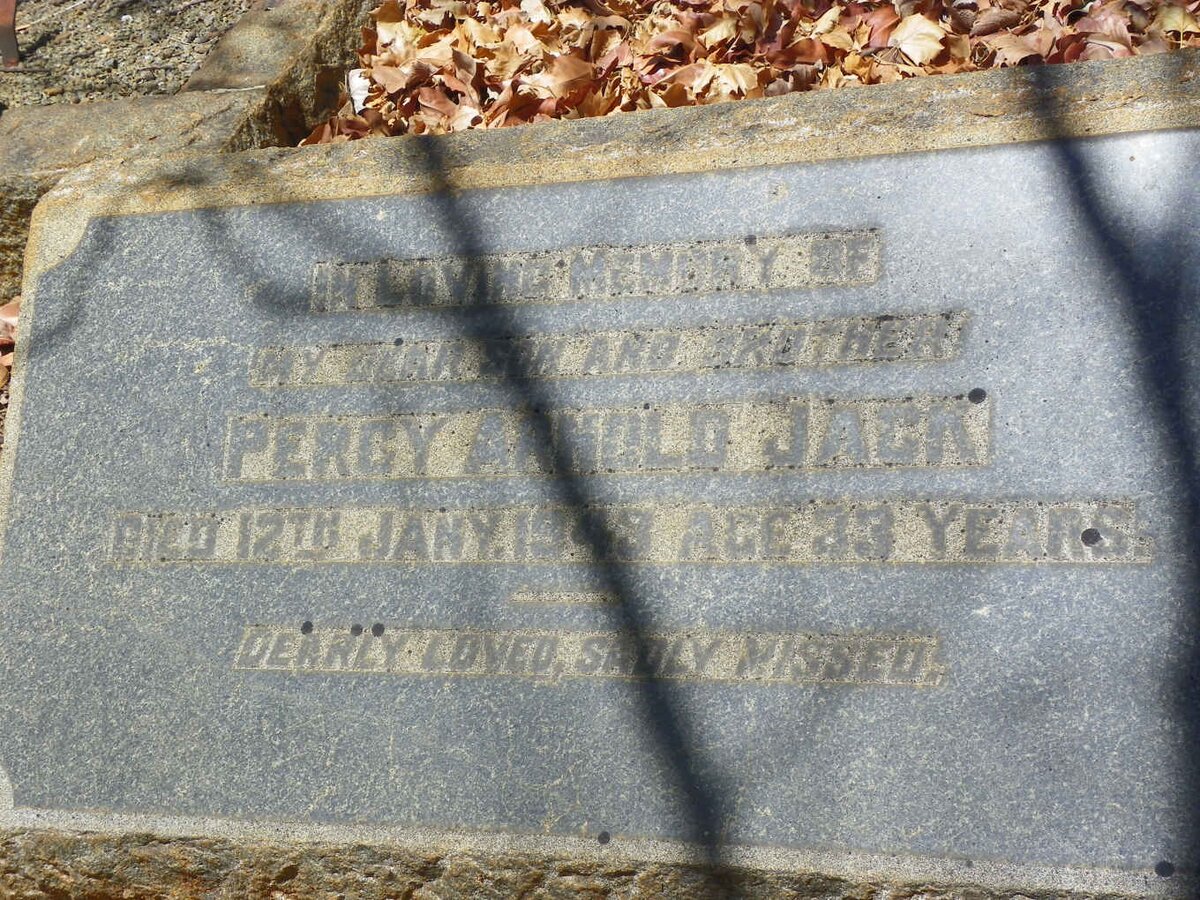 IN LOVING MEMORY OF
MY DEAR SON AND BROTHER
PERCY ARNOLD JACK
DIED 12TH JANY. AGE 33 YEARS.
DEARLY LOVED, SADLY MISSED.